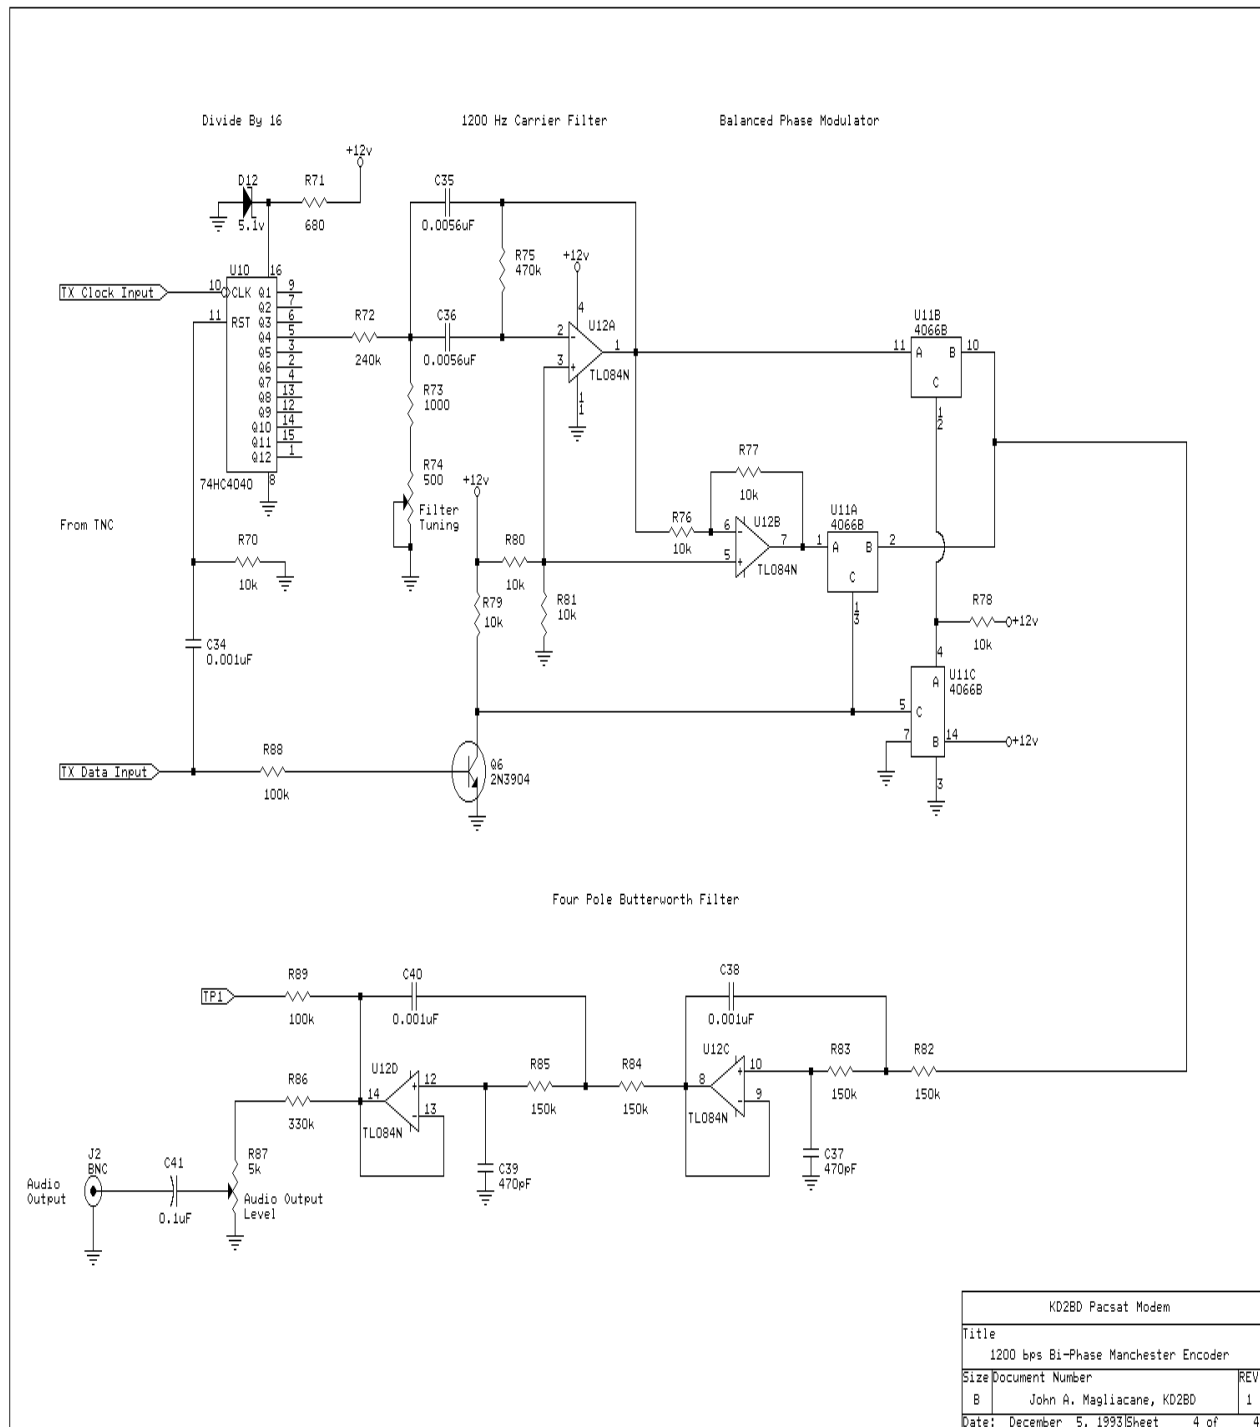 Divide By 16
1200 Hz Carrier Filter
Balanced Phase Modulator
+12v
D12
5.1v
R71
680
C35
0.0056uF
R75
470k
+12v
U10
16
TX Clock Input
10
CLK
11
RST
Q1 9
Q2 7
Q3 6
Q4 5
Q5 3
Q6 2
Q7 4
Q8 13
Q9 12
Q10 14
Q11 15
Q12 1
8
74HC4040
R72
240k
C36
0.0056uF
4
U12A
2
-
3
+
1
TL084N
11
R73
1000
R74
500
Filter
Tuning
U11B
4066B
11
A
B
10
C
12
+12v
R77
10k
R76
10k
U12B
6
-
5
+
7
TL084N
U11A
4066B
1
A
B
2
C
13
From TNC
R70
10k
R80
10k
R79
10k
R81
10k
C34
0.001uF
R78
10k
+12v
4
U11C
4066B
A
5
C
7
B
14
+12v
3
TX Data Input
R88
100k
Q6
2N3904
Four Pole Butterworth Filter
TP1
R89
100k
C40
0.001uF
C38
0.001uF
U12D
14
12
+
13
-
TL084N
R85
150k
R84
150k
U12C
8
10
+
9
-
TL084N
R83
150k
R82
150k
R86
330k
C39
470pF
C37
470pF
J2
BNC
Audio
Output
C41
0.1uF
R87
5k
Audio Output
Level
KD2BD Pacsat Modem
Title
1200 bps Bi-Phase Manchester Encoder
Size Document Number REV
B John A. Magliacane, KD2BD 1
Date: December 5, 1993 Sheet 4 of 4